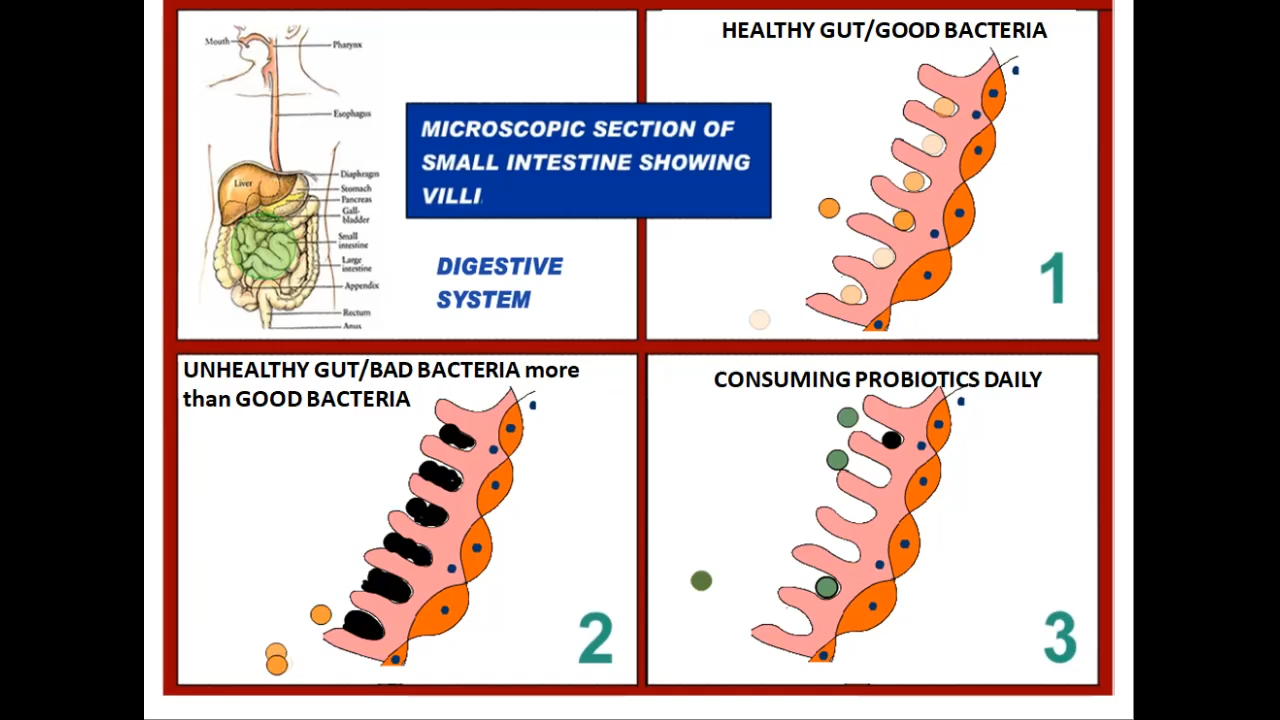 Mouth
Pharynx
Esophagus
Diaphragm
Liver
Stomach
Pancreas
Gall-
bladder
Small
intestine
Large
intestine
Appendix
Rectum
Anus
MICROSCOPIC SECTION OF
SMALL INTESTINE SHOWING
VILLI
DIGESTIVE
SYSTEM
HEALTHY GUT/GOOD BACTERIA
1
UNHEALTHY GUT/BAD BACTERIA more
than GOOD BACTERIA
2
CONSUMING PROBIOTICS DAILY
3